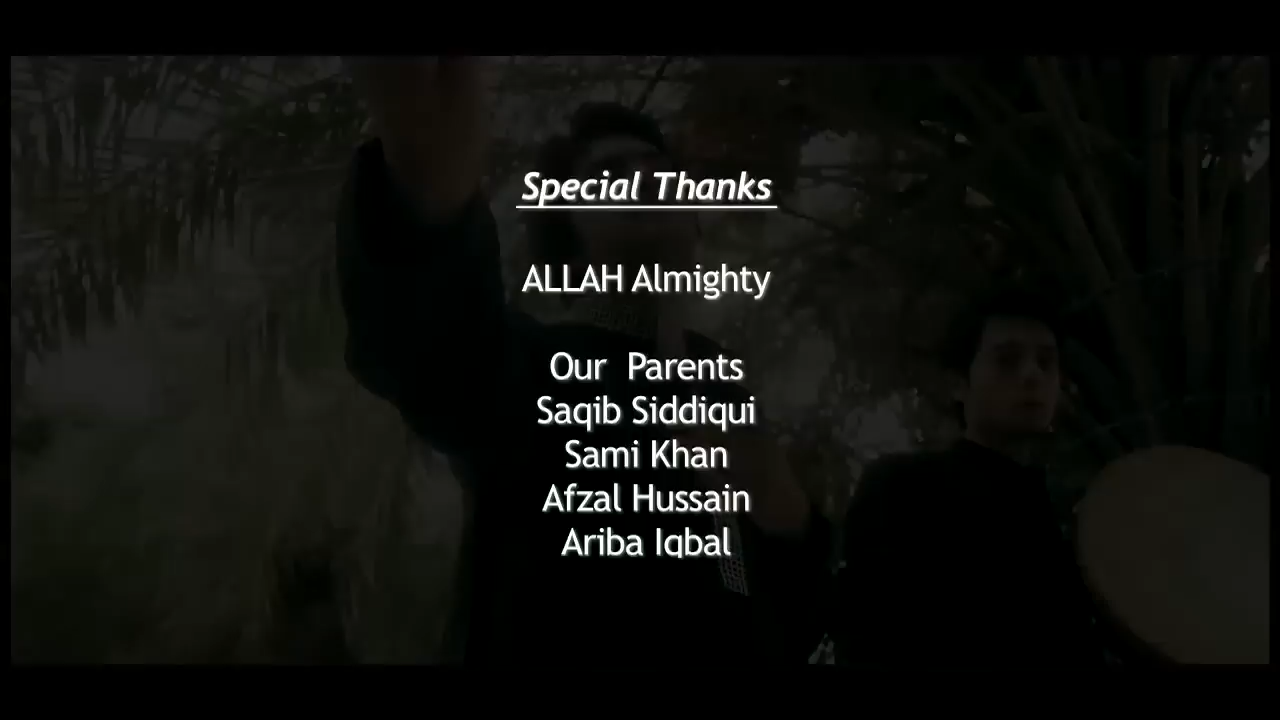 Special Thanks
ALLAH Almighty
Our  Parents
Saqib Siddiqui
Sami Khan
Afzal Hussain
Ariba Iqbal